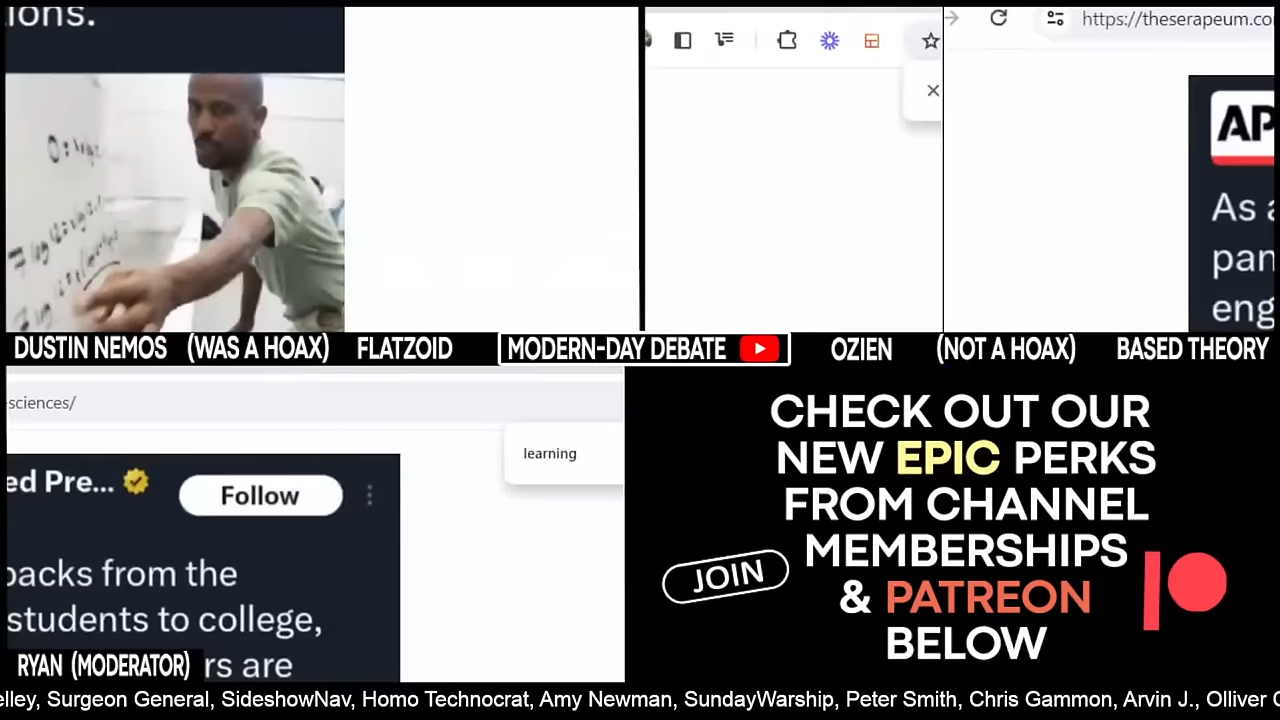 ions.
https://theserapeum.co
AP
As a
pan
eng
DUSTIN NEMOS (WAS A HOAX) FLATZOID MODERN-DAY DEBATE OZIEN (NOT A HOAX) BASED THEORY
sciences/
learning
ed Pre...
Follow
backs from the
students to college,
rs are
RYAN (MODERATOR)
CHECK OUT OUR
NEW EPIC PERKS
FROM CHANNEL
MEMBERSHIPS
JOIN
& PATREON
BELOW
elley, Surgeon General, SideshowNav, Homo Technocrat, Amy Newman, SundayWarship, Peter Smith, Chris Gammon, Arvin J., Olliver